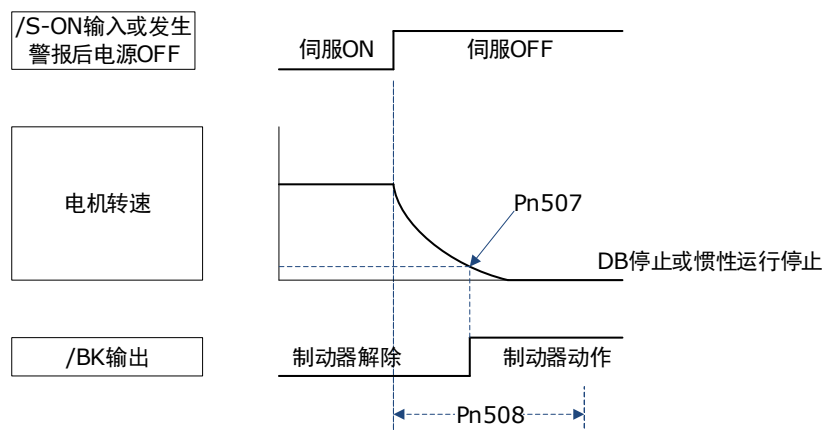 /S-ON输入或发生
警报后电源OFF
伺服ON
伺服OFF
电机转速
Pn507
DB停止或惯性运行停止
/BK输出
制动器解除
制动器动作
Pn508